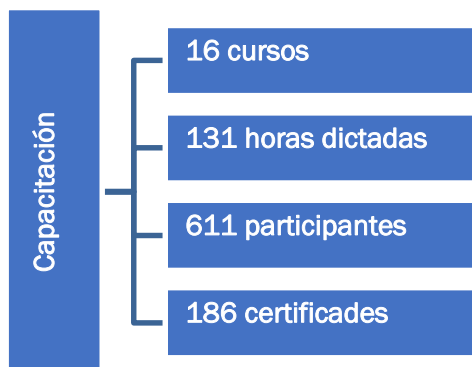 Capacitación
16 cursos
131 horas dictadas
611 participantes
186 certificades